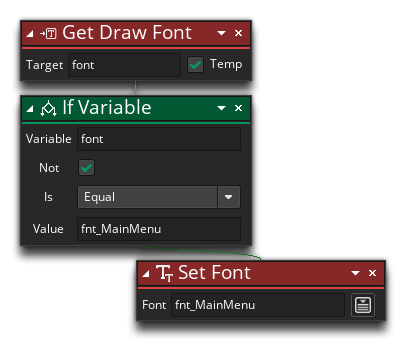 Get Draw Font
Target font Temp
If Variable
Variable font
Not
Is Equal
Value fnt_MainMenu
Set Font
Font fnt_MainMenu